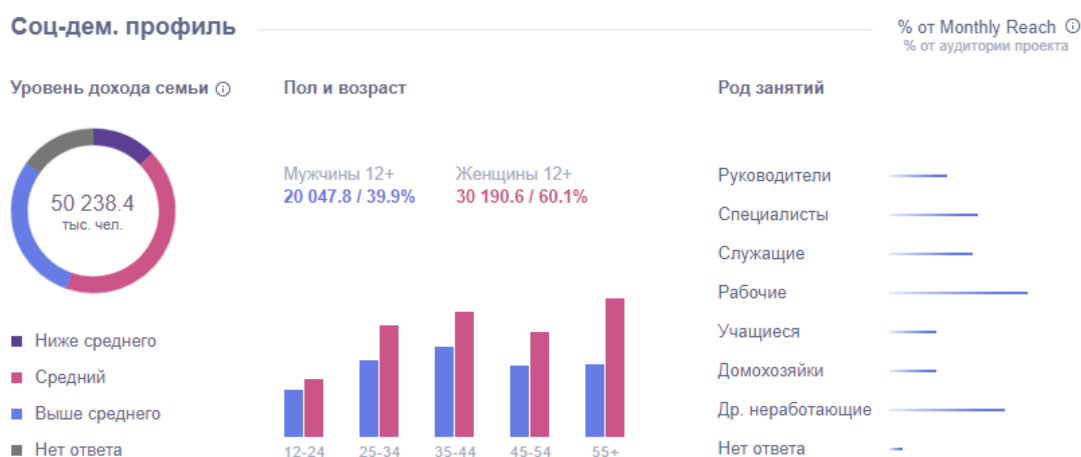 Соц-дем. профиль
% от Monthly Reach
% от аудитории проекта
Уровень дохода семьи
50 238.4
тыс. чел.
Ниже среднего
Средний
Выше среднего
Нет ответа
Пол и возраст
Мужчины 12+
20 047.8 / 39.9%
Женщины 12+
30 190.6 / 60.1%
12-24 25-34 35-44 45-54 55+
Род занятий
Руководители
Специалисты
Служащие
Рабочие
Учащиеся
Домохозяйки
Др. неработающие
Нет ответа